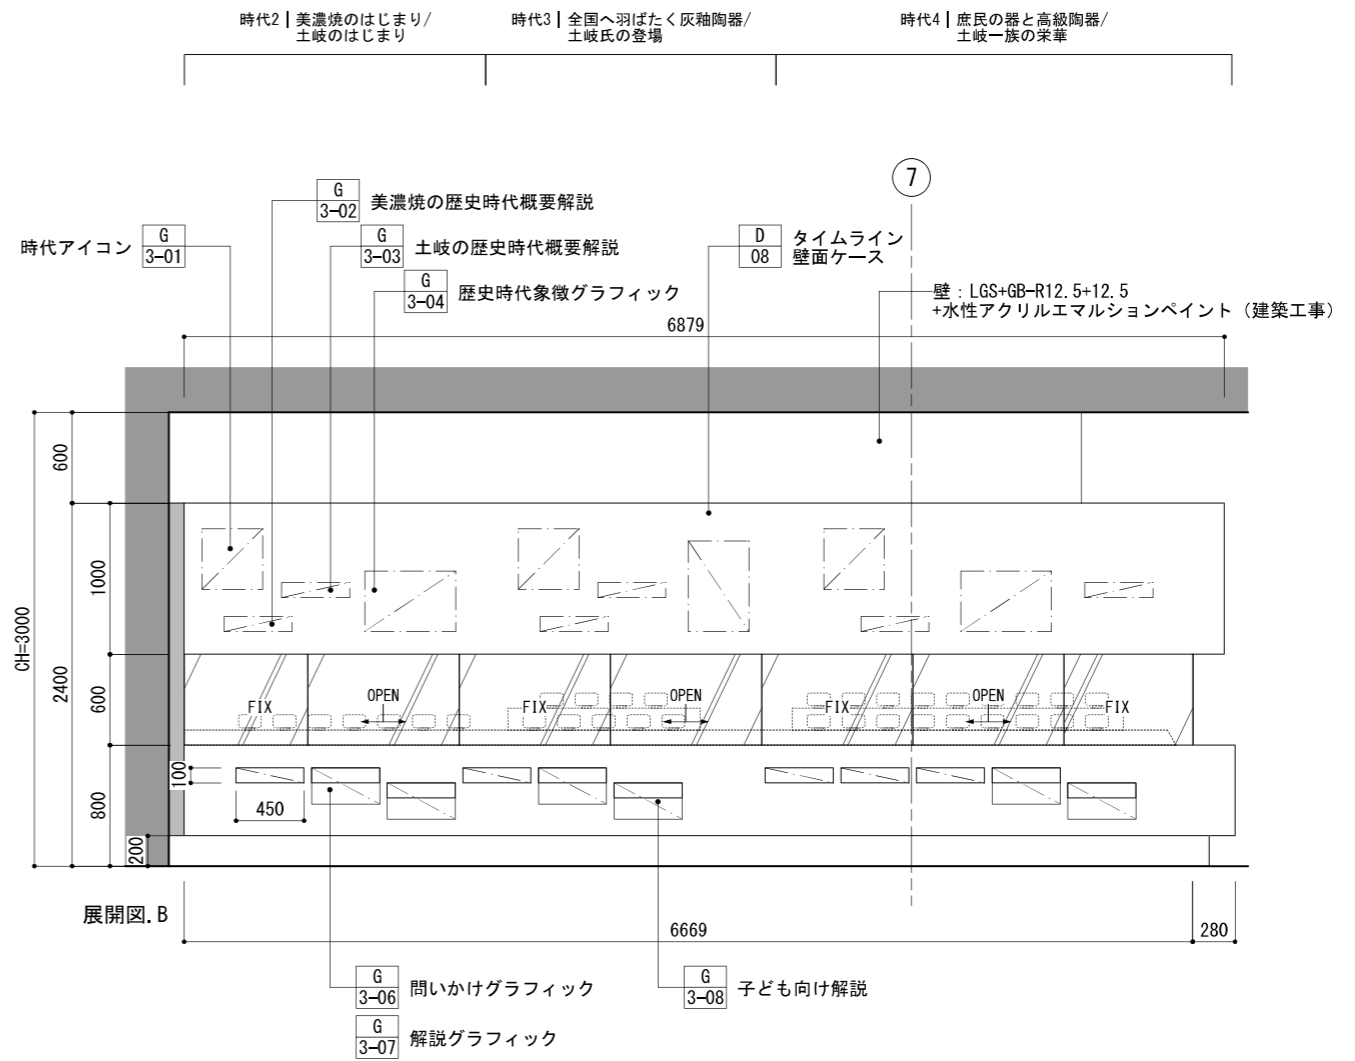 時代2 | 美濃焼のはじまり/
土岐のはじまり
時代3 | 全国へ羽ばたく灰釉陶器/
土岐氏の登場
時代4 | 庶民の器と高級陶器/
土岐一族の栄華
7
G
3-02
美濃焼の歴史時代概要解説
時代アイコン
G
3-01
G
3-03
土岐の歴史時代概要解説
D
08
タイムライン
壁面ケース
G
3-04
歴史時代象徴グラフィック
壁：LGS+GB-R12.5+12.5
+水性アクリルエマルションペイント（建築工事）
6879
CH=3000
600
2400
1000
600
800
100
200
450
FIX
OPEN
FIX
OPEN
FIX
OPEN
FIX
展開図.B
6669
280
G
3-06
問いかけグラフィック
G
3-08
子ども向け解説
G
3-07
解説グラフィック